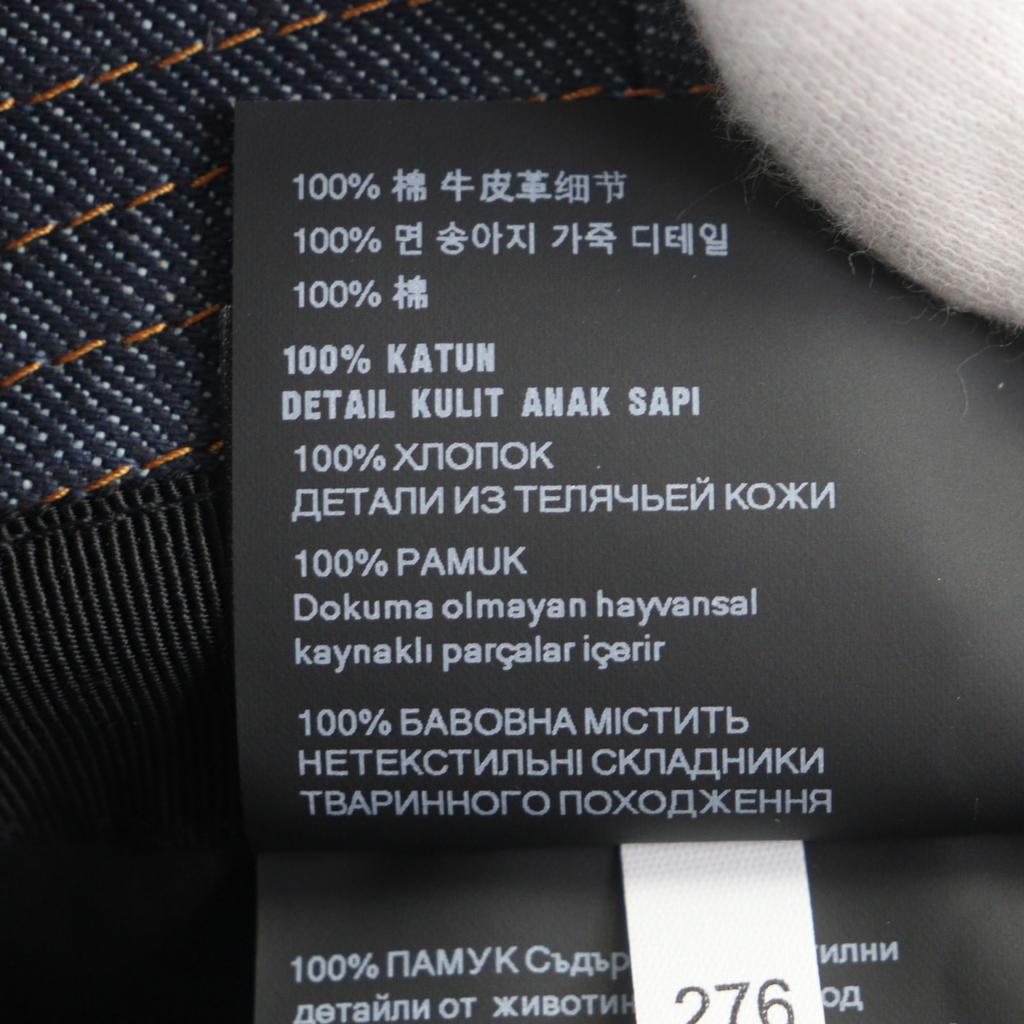 100% 棉 牛皮革细节
100% 면 송아지 가죽 디테일
100% 棉
100% KATUN
DETAIL KULIT ANAK SAPI
100% ХЛОПОК
ДЕТАЛИ ИЗ ТЕЛЯЧЬЕЙ КОЖИ
100% PAMUK
Dokuma olmayan hayvansal
kaynaklı parçalar içerir
100% БАВОВНА МІСТИТЬ
НЕТЕКСТИЛЬНІ СКЛАДНИКИ
ТВАРИННОГО ПОХОДЖЕННЯ
100% ПАМУК
детайли от
276